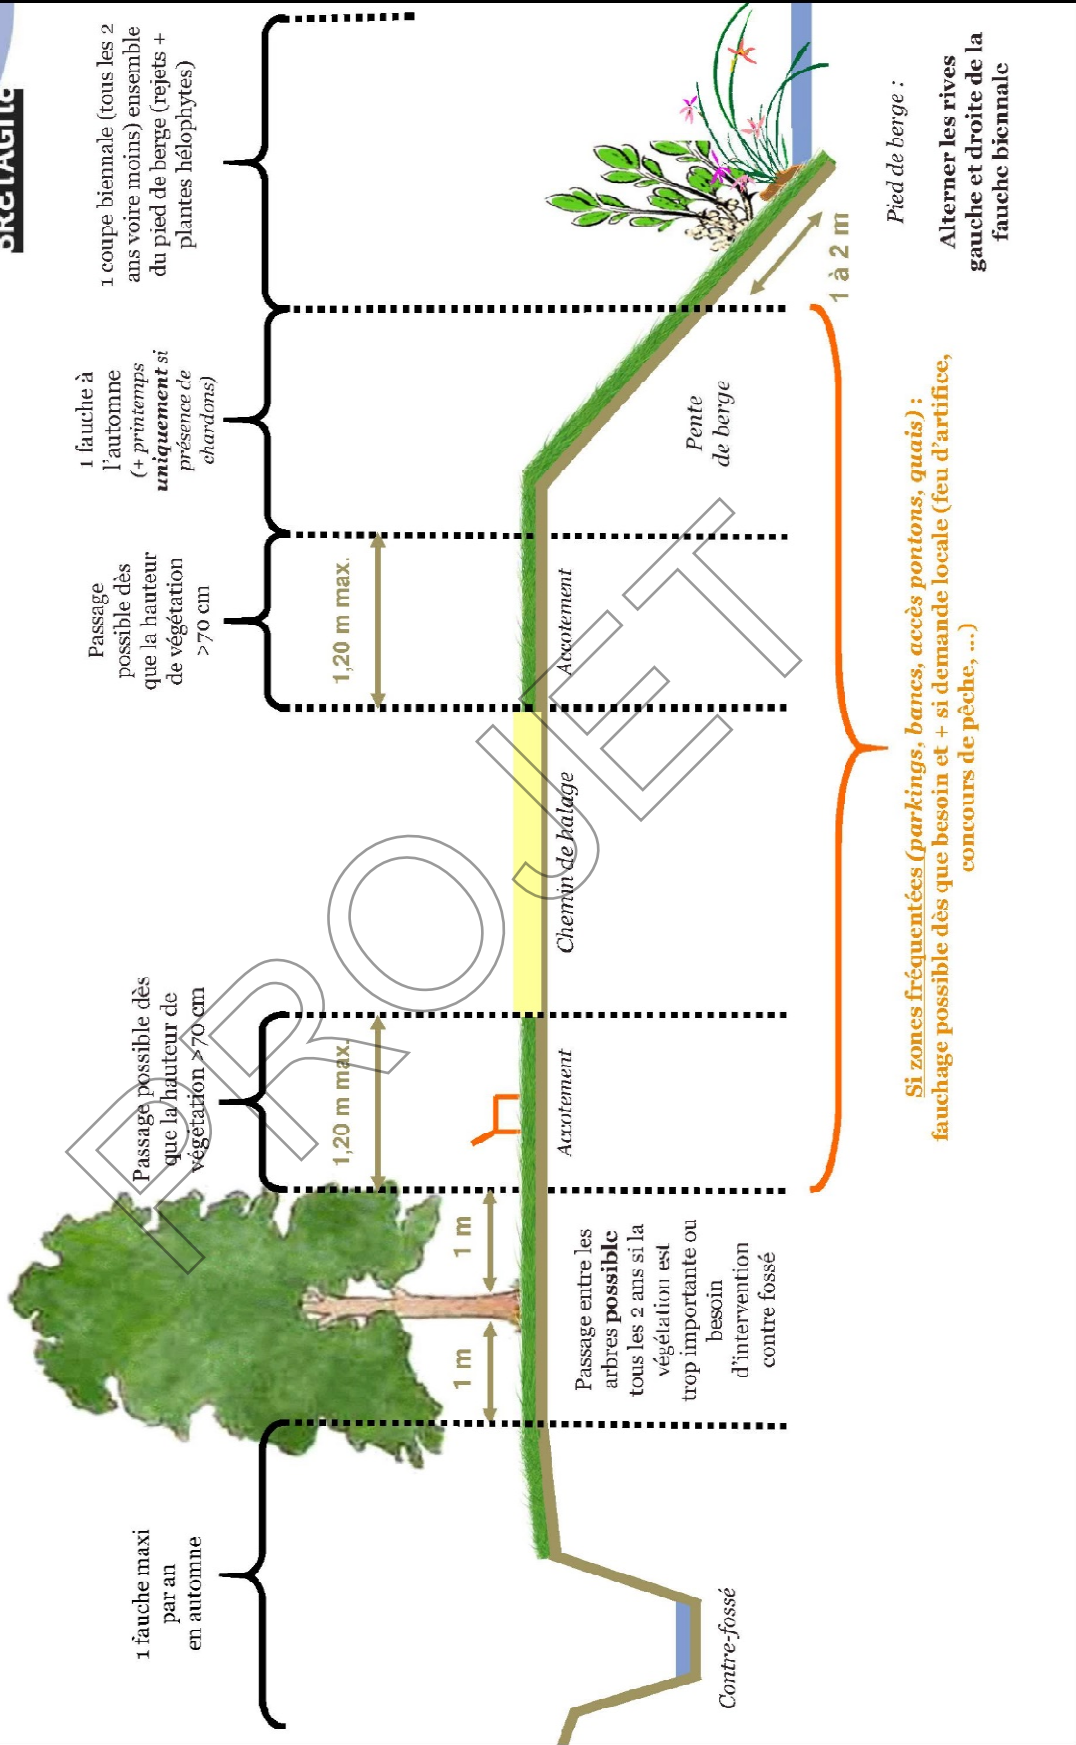 1 fauche maxi
par an
en automne
Passage possible dès
que la hauteur de
végétation >70 cm
Passage
possible dès
que la hauteur
de végétation
>70 cm
1 fauche à
l'automne
(+ printemps
uniquement si
présence de
chardons)
1 coupe biennale (tous les 2
ans voire moins) ensemble
du pied de berge (rejets +
plantes hélophytes)
1,20 m max.
1,20 m max.
1 m
1 m
Contre-fossé
Passage entre les
arbres possible
tous les 2 ans si la
végétation est
trop importante ou
besoin
d'intervention
contre fossé
Accotement
Chemin de halage
Accotement
Pente
de berge
1 à 2 m
Pied de berge :
Alterner les rives
gauche et droite de la
fauche biennale
Si zones fréquentées (parkings, bancs, accès pontons, quais) :
fauchage possible dès que besoin et + si demande locale (feu d'artifice,
concours de pêche, ...)
PROJET